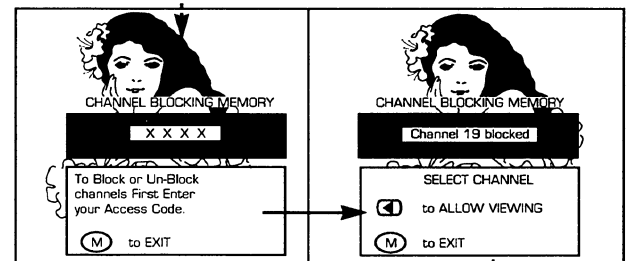 CHANNEL BLOCKING MEMORY
X X X X
To Block or Un-Block
channels First Enter
your Access Code.
M to EXIT
CHANNEL BLOCKING MEMORY
Channel 19 blocked
SELECT CHANNEL
to ALLOW VIEWING
M to EXIT